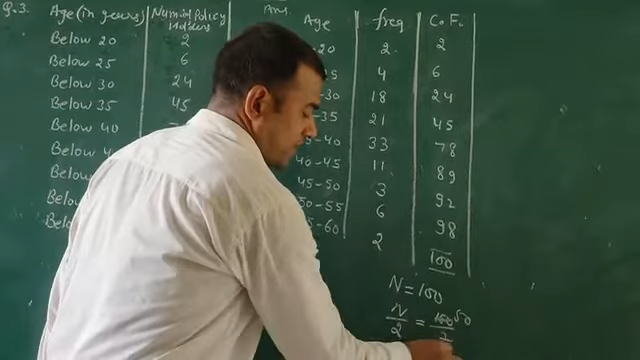 Q.3. Age (in years) Number Policy Holders Ans. Age freq C.F.
Below 20 2 -20 2 2
Below 25 6 5 4 6
Below 30 24 -30 18 24
Below 35 45 -35 21 45
Below 40 -40 33 78
Below 40-45 11 89
Below 45-50 3 92
Below 50-55 6 98
Below 5-60 2 100
N=100
N/2 = 100/2 50